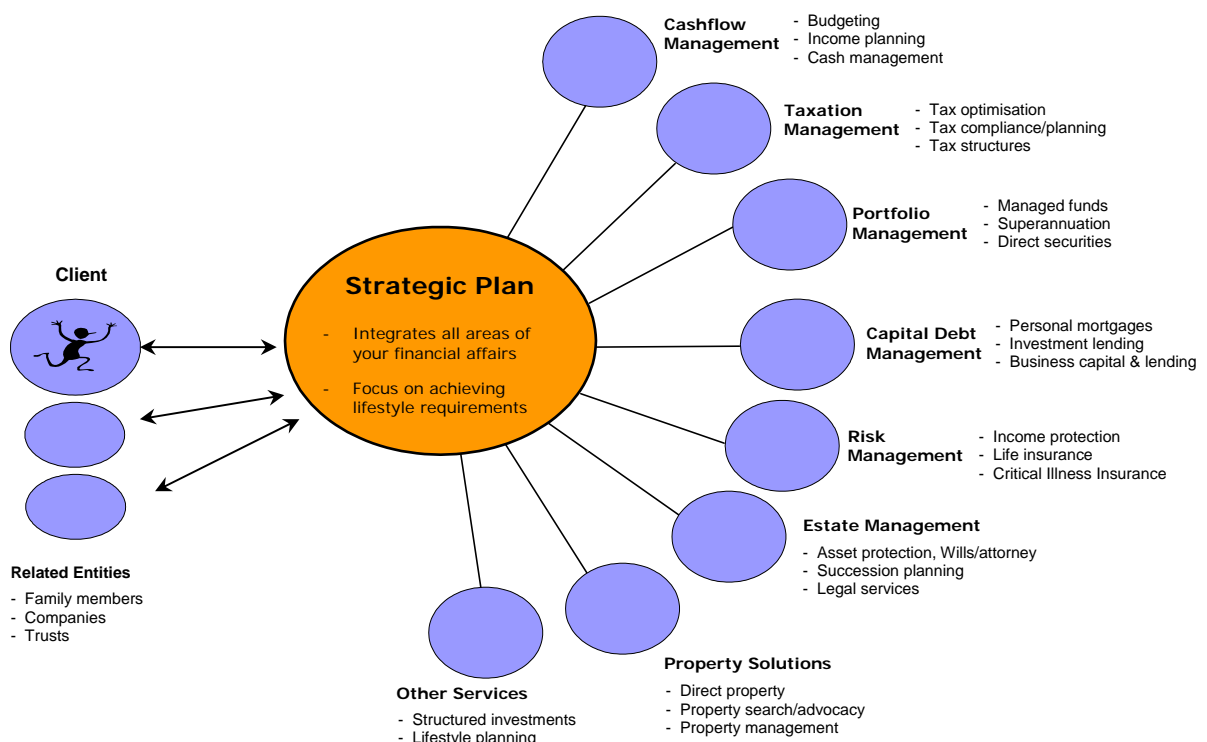 Cashflow
Management
- Budgeting
- Income planning
- Cash management
Taxation
Management
- Tax optimisation
- Tax compliance/planning
- Tax structures
Portfolio
Management
- Managed funds
- Superannuation
- Direct securities
Client
Strategic Plan
- Integrates all areas of
your financial affairs
- Focus on achieving
lifestyle requirements
Capital Debt
Management
- Personal mortgages
- Investment lending
- Business capital & lending
Risk
Management
- Income protection
- Life insurance
- Critical Illness Insurance
Estate Management
- Asset protection, Wills/attorney
- Succession planning
- Legal services
Related Entities
- Family members
- Companies
- Trusts
Property Solutions
- Direct property
- Property search/advocacy
- Property management
Other Services
- Structured investments
- Lifestyle planning